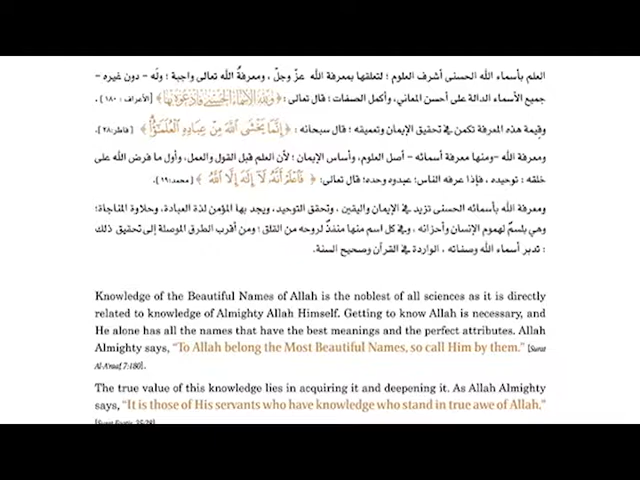 العلم بأسماء الله الحسنى أشرف العلوم ؛ لتعلقها بمعرفة الله عزّ وجلّ ، ومعرفةُ الله تعالى واجبة ؛ ولَه - دون غيره -
جميع الأسماء الدالة على أحسن المعاني، وأكمل الصفات ؛ قال تعالى : ﴿ وَلِلَّهِ الْأَسْمَاءُ الْحُسْنَىٰ فَادْعُوهُ بِهَا ﴾ [الأعراف : ١٨٠] .
وقيمة هذه المعرفة تكمن في تحقيق الإيمان وتعميقه ؛ قال سبحانه : ﴿ إِنَّمَا يَخْشَى اللَّهَ مِنْ عِبَادِهِ الْعُلَمَٰٓؤُا۟ ﴾ [فاطر:٢٨].
ومعرفة الله -ومنها معرفة أسمائه - أصل العلوم، وأساس الإيمان ؛ لأن العلم قبل القول والعمل، وأول ما فرض الله على
خلقه : توحيده ، فإذا عرفه الناس؛ عبدوه وحده؛ قال تعالى: ﴿ فَاعْلَمْ أَنَّهُ لَا إِلَٰهَ إِلَّا اللَّهُ ﴾ [محمد:١٩].
ومعرفة الله بأسمائه الحسنى تزيد في الإيمان واليقين ، وتحقق التوحيد، ويجد بها المؤمن لذة العبادة، وحلاوة المناجاة؛
وهي بلسمٌ لهموم الإنسان وأحزانه ، وفي كل اسم منها منفذٌ لروحه من القلق ؛ ومن أقرب الطرق الموصلة إلى تحقيق ذلك
: تدبر أسماء الله وصفاته ، الواردة في القرآن وصحيح السنة.
Knowledge of the Beautiful Names of Allah is the noblest of all sciences as it is directly
related to knowledge of Almighty Allah Himself. Getting to know Allah is necessary, and
He alone has all the names that have the best meanings and the perfect attributes. Allah
Almighty says, “To Allah belong the Most Beautiful Names, so call Him by them.” [Surat
Al-A'raaf, 7:180].
The true value of this knowledge lies in acquiring it and deepening it. As Allah Almighty
says, “It is those of His servants who have knowledge who stand in true awe of Allah.”